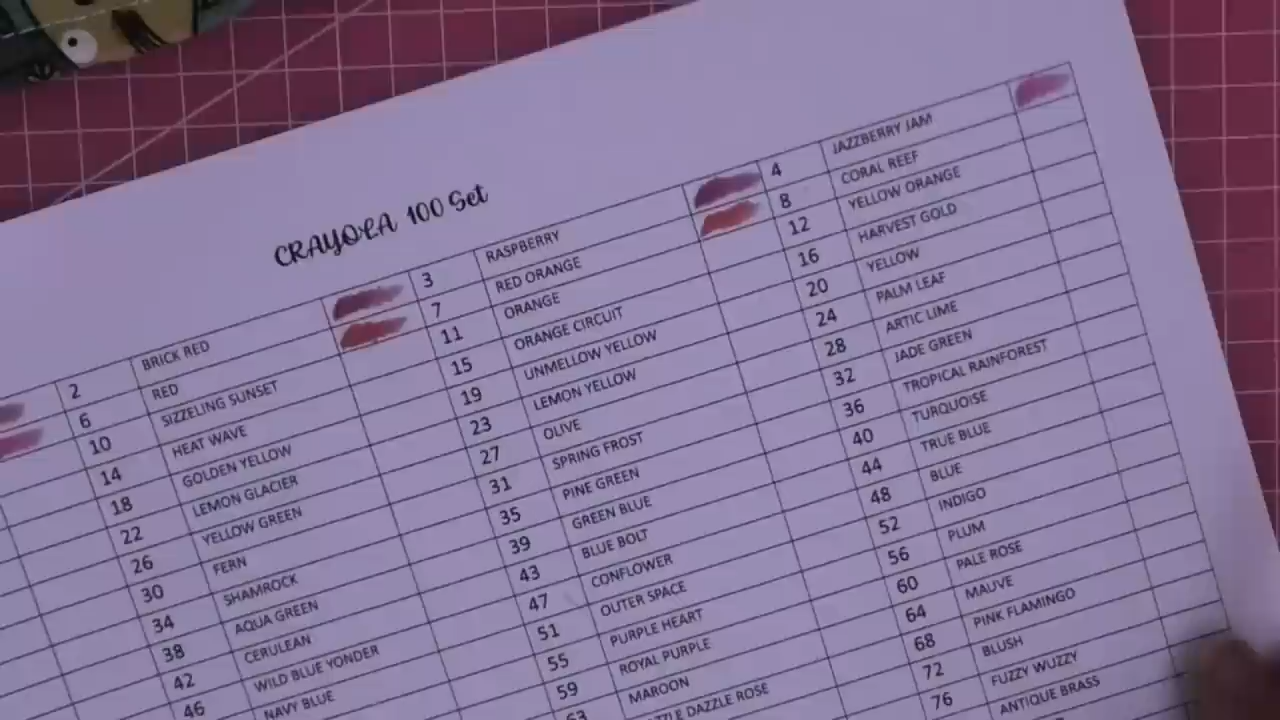 CRAYOLA 100 Set
2 BRICK RED 3 RASPBERRY 4 JAZZBERRY JAM
6 RED 7 RED ORANGE 8 CORAL REEF
10 SIZZELING SUNSET 11 ORANGE 12 YELLOW ORANGE
14 HEAT WAVE 15 ORANGE CIRCUIT 16 HARVEST GOLD
18 GOLDEN YELLOW 19 UNMELLOW YELLOW 20 YELLOW
22 LEMON GLACIER 23 LEMON YELLOW 24 PALM LEAF
26 YELLOW GREEN 27 OLIVE 28 ARTIC LIME
30 FERN 31 SPRING FROST 32 JADE GREEN
34 SHAMROCK 35 PINE GREEN 36 TROPICAL RAINFOREST
38 AQUA GREEN 39 GREEN BLUE 40 TURQUOISE
42 CERULEAN 43 BLUE BOLT 44 TRUE BLUE
46 WILD BLUE YONDER 47 CONFLOWER 48 BLUE
NAVY BLUE 51 OUTER SPACE 52 INDIGO
55 PURPLE HEART 56 PLUM
59 ROYAL PURPLE 60 PALE ROSE
63 MAROON 64 MAUVE
DAZZLE ROSE 68 PINK FLAMINGO
72 BLUSH
76 FUZZY WUZZY
ANTIQUE BRASS